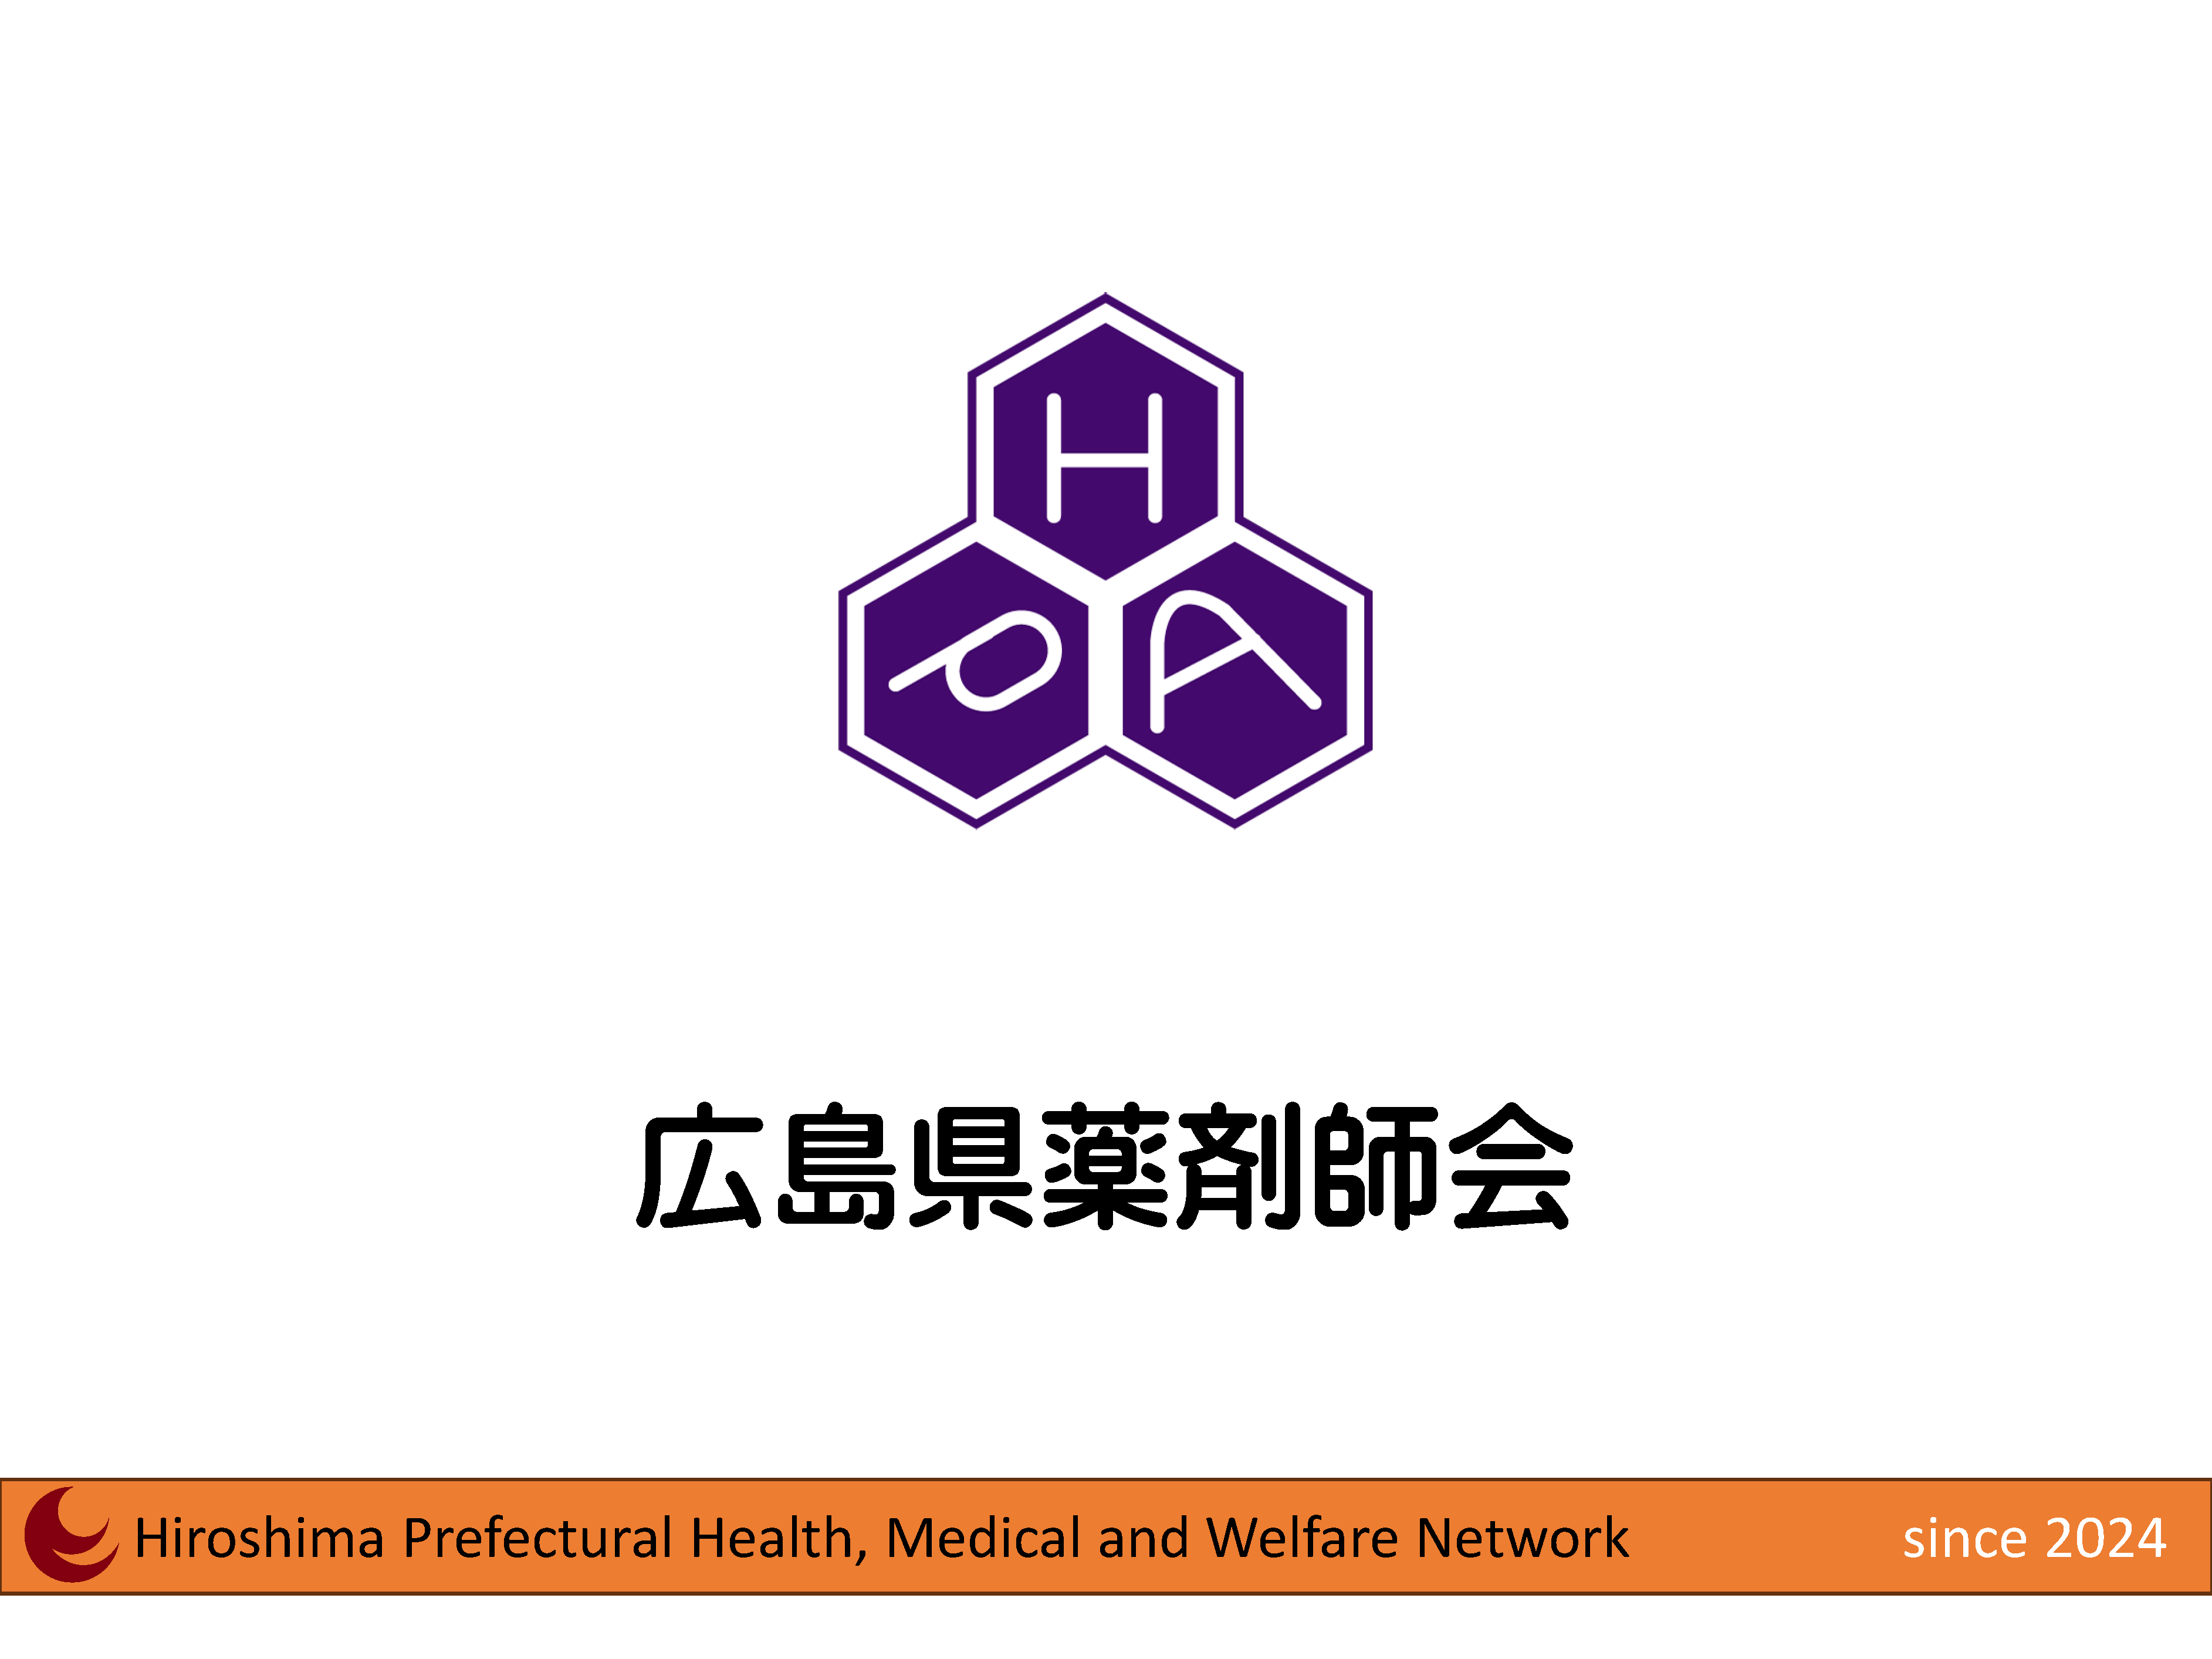 H
P A
広島県薬剤師会
Hiroshima Prefectural Health, Medical and Welfare Network since 2024